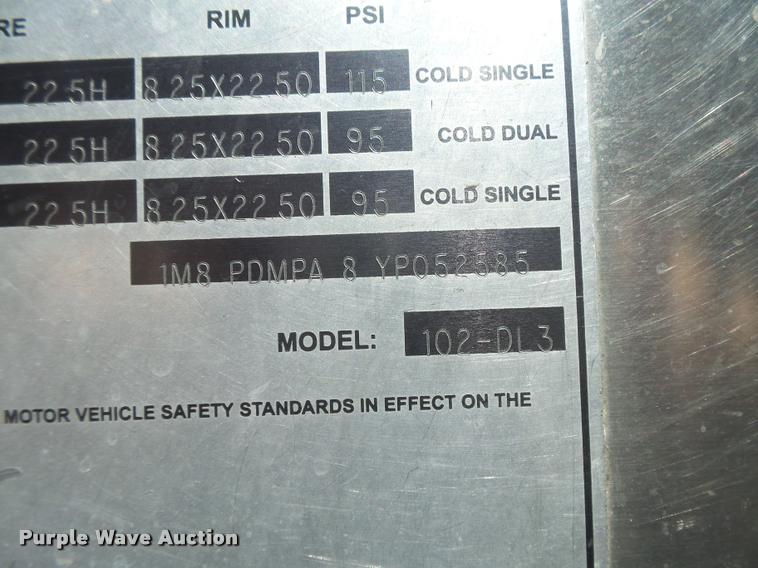 RE RIM PSI
22.5H 8.25X22.50 115 COLD SINGLE
22.5H 8.25X22.50 95 COLD DUAL
22.5H 8.25X22.50 95 COLD SINGLE
1M8 PDMPA 8 YP052585
MODEL: 102-DL3
MOTOR VEHICLE SAFETY STANDARDS IN EFFECT ON THE
Purple Wave Auction®